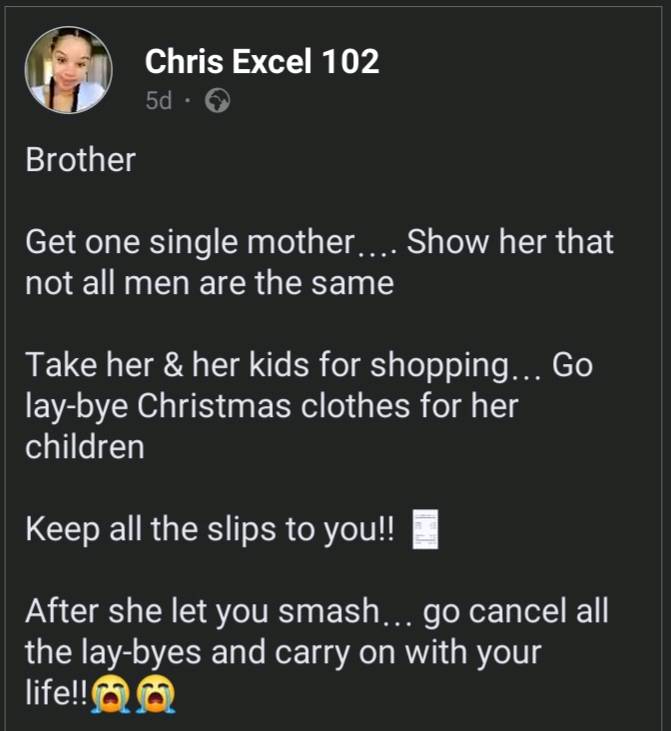 Chris Excel 102
5d ·
Brother
Get one single mother.... Show her that
not all men are the same
Take her & her kids for shopping... Go
lay-bye Christmas clothes for her
children
Keep all the slips to you!! 🧾
After she let you smash... go cancel all
the lay-byes and carry on with your
life!!😭😭